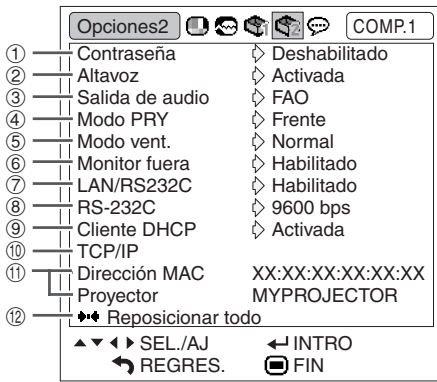 Opciones2 COMP.1
① Contraseña Deshabilitado
② Altavoz Activada
③ Salida de audio FAO
④ Modo PRY Frente
⑤ Modo vent. Normal
⑥ Monitor fuera Habilitado
⑦ LAN/RS232C Habilitado
⑧ RS-232C 9600 bps
⑨ Cliente DHCP Activada
⑩ TCP/IP
⑪ Dirección MAC XX:XX:XX:XX:XX:XX
Proyector MYPROJECTOR
⑫ Reposicionar todo
SEL./AJ INTRO
REGRES. FIN